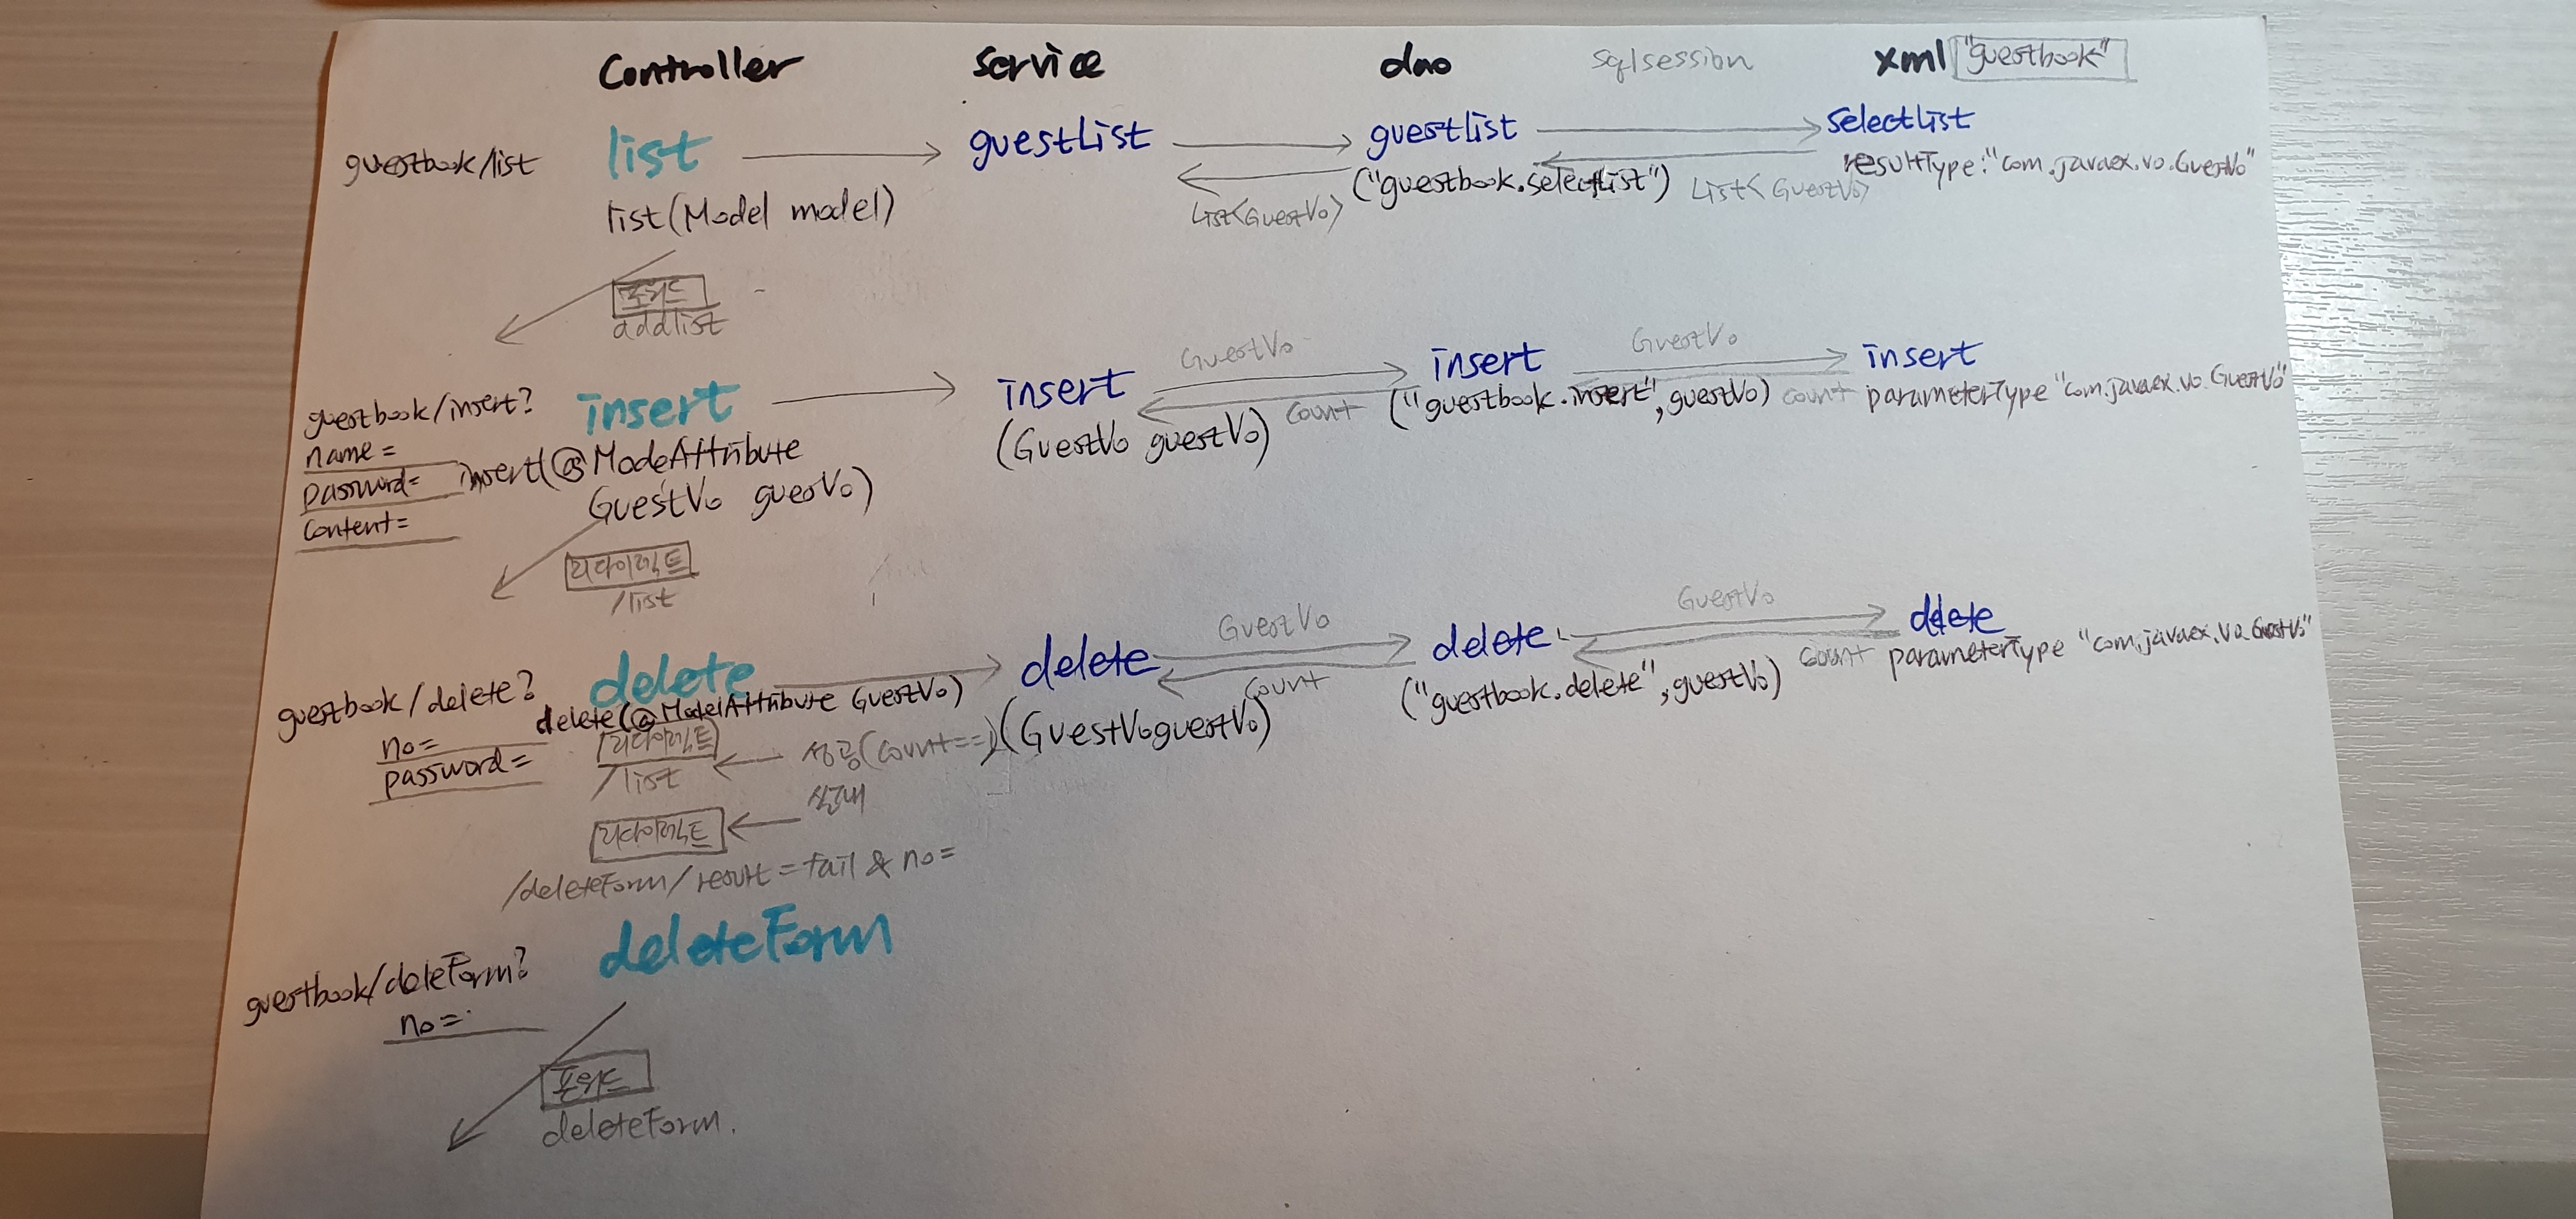 Controller service dao sqlsession xml "guestbook"
guestbook/list list guestList guestlist selectList
list(Model model) List<GuestVo> ("guestbook.selectList") List<GuestVo> resultType:"com.javaex.vo.GuestVo"
포워드
addlist
guestbook/insert? insert insert GuestVo insert GuestVo insert
name= insert(@ModeAttribute (GuestVo guestVo) count ("guestbook.insert",guestVo) count parameterType "com.javaex.vo.GuestVo"
password= GuestVo guesVo)
content=
리다이렉트
/list
guestbook/delete? delete delete GuestVo delete GuestVo delete
delete(@ModelAttribute GuestVo) (GuestVo guestVo) count ("guestbook.delete",guestVo) count parameterType "com.javaex.vo.GuestVo"
no= 리다이렉트 성공(count==1)
password= /list
리다이렉트 실패
/deleteForm/result=fail & no=
guestbook/deleteForm? deleteForm
no=
포워드
deleteForm.